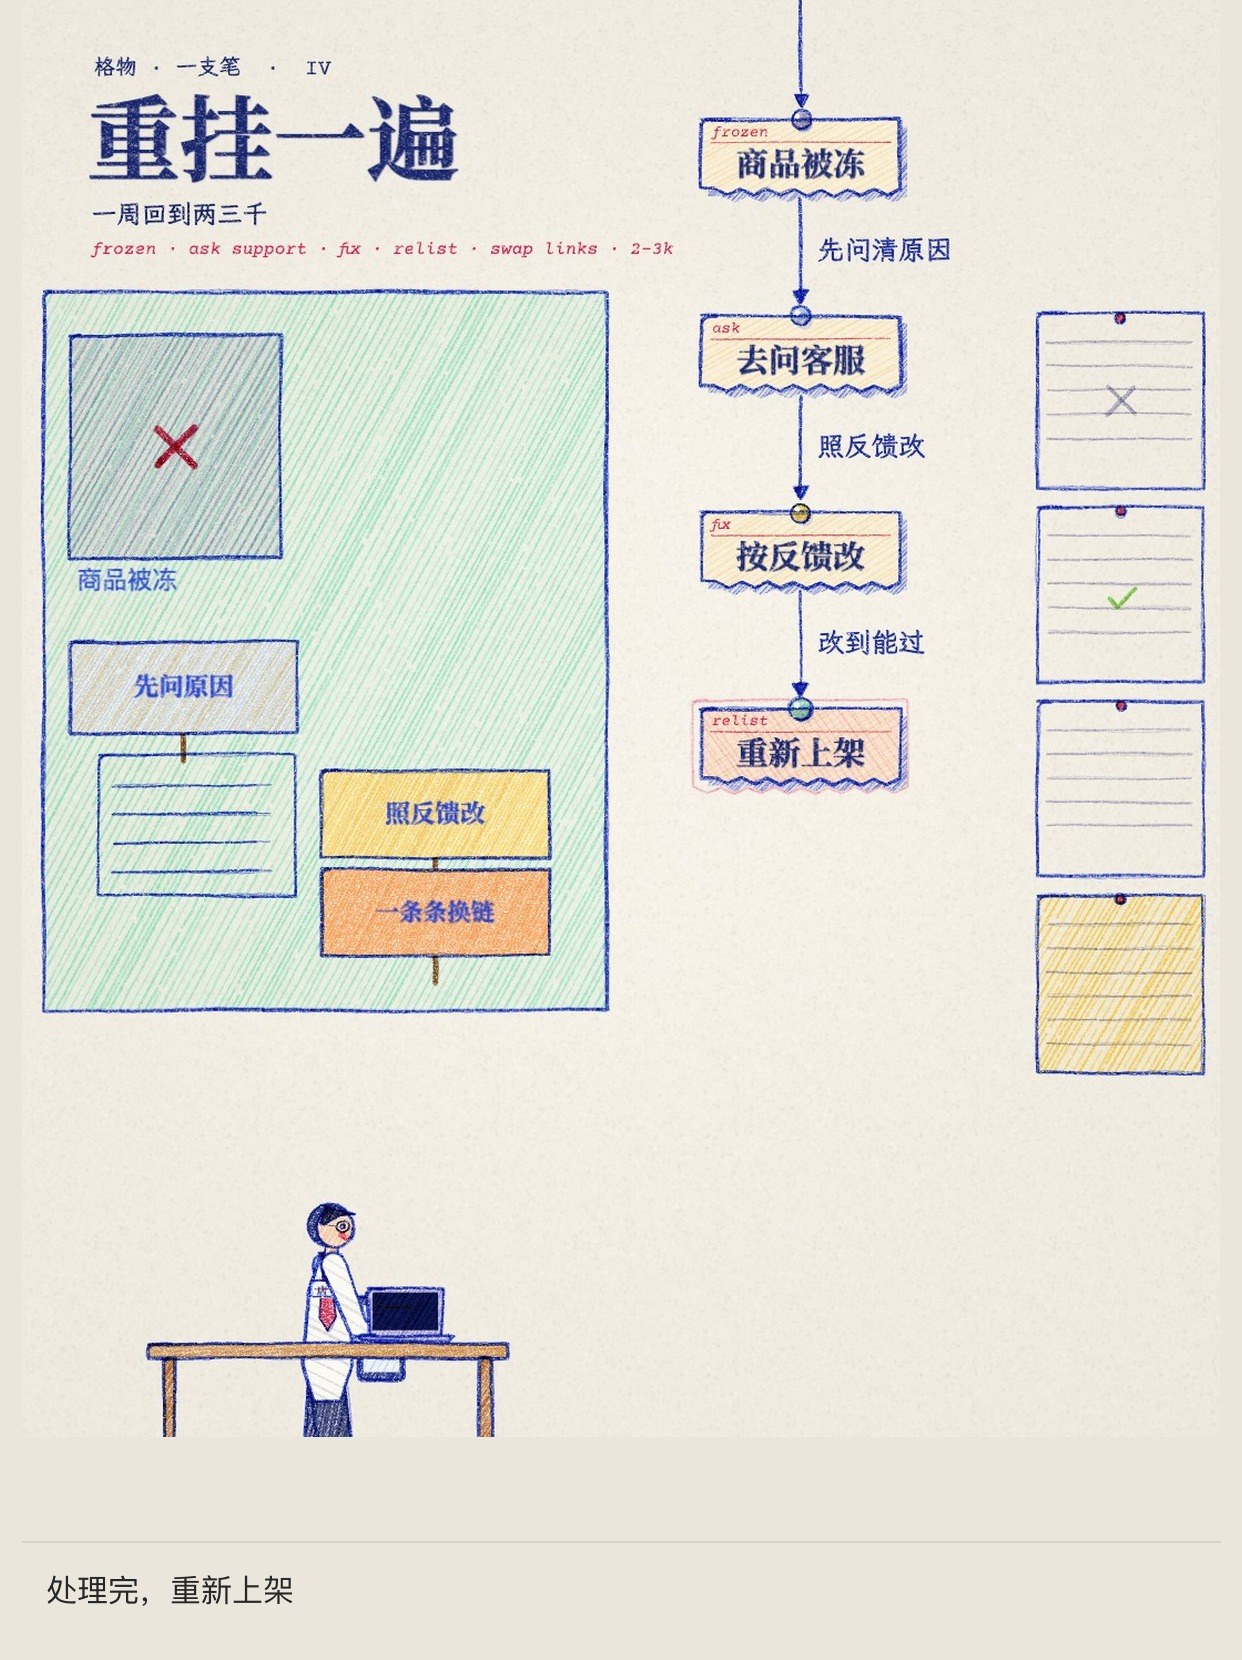 格物 · 一支笔 · IV
重挂一遍
一周回到两三千
frozen · ask support · fix · relist · swap links · 2-3k
商品被冻
先问原因
照反馈改
一条条换链
frozen
商品被冻
先问清原因
ask
去问客服
照反馈改
fix
按反馈改
改到能过
relist
重新上架
处理完，重新上架